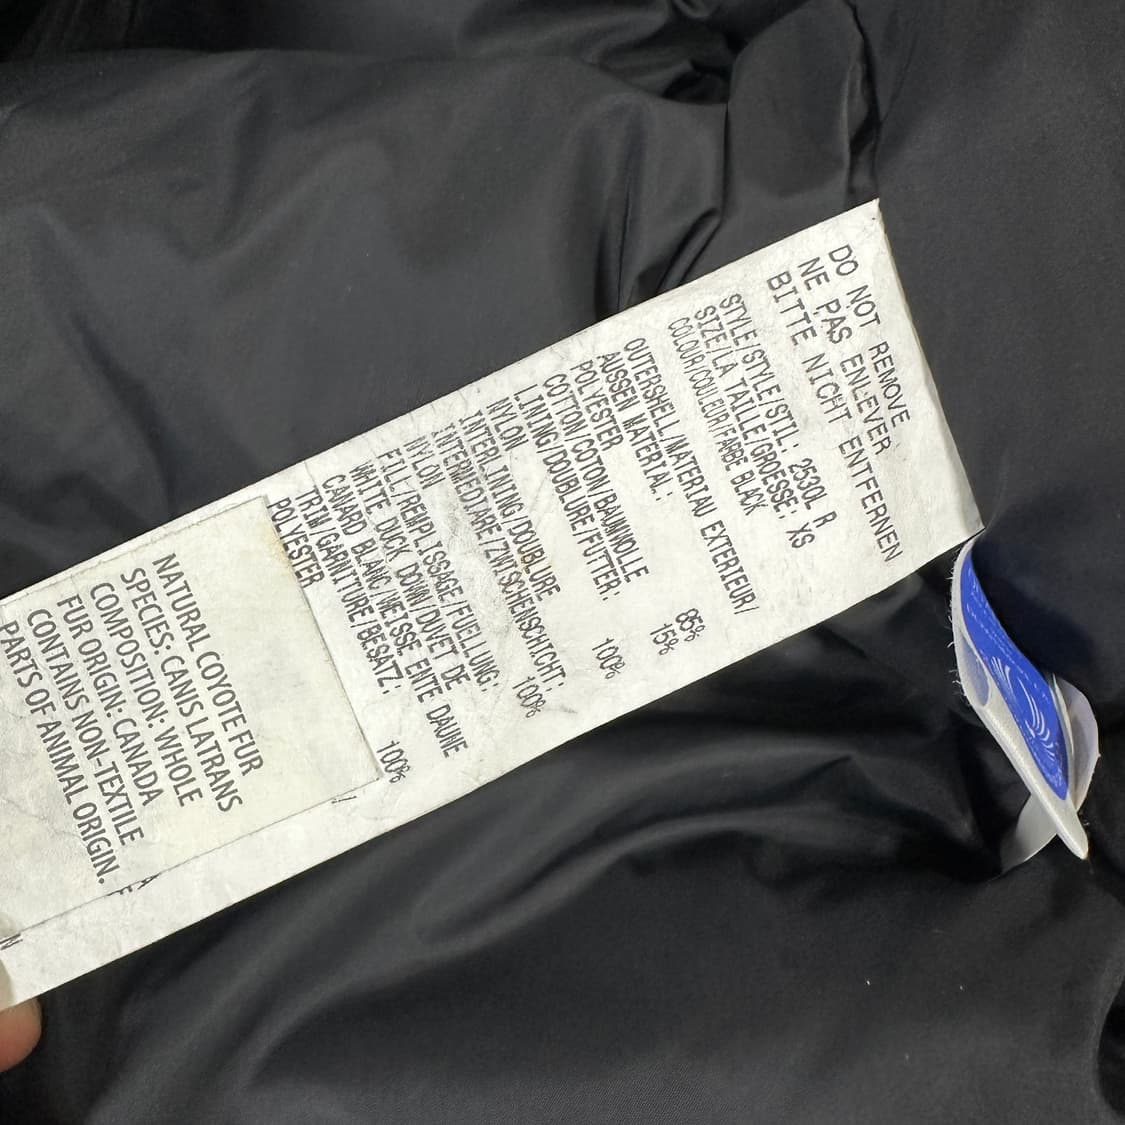 DO NOT REMOVE
NE PAS ENLEVER
BITTE NICHT ENTFERNEN
STYLE/STYLE/STIL: 2530L R
SIZE/LA TAILLE/GROESSE: XS
COLOUR/COULEUR/FARBE BLACK
OUTERSHELL/MATERIAU EXTERIEUR/
AUSSEN MATERIAL:
POLYESTER 85%
COTTON/COTON/BAUMWOLLE 15%
LINING/DOUBLURE/FUTTER:
NYLON 100%
INTERLINING/DOUBLURE
INTERMEDIARE/ZWISCHENSCHICHT:
NYLON 100%
FILL/REMPLISSAGE/FUELLUNG:
WHITE DUCK DOWN/DUVET DE
CANARD BLANC/WEISSE ENTE DAUNE
TRIM/GARNITURE/BESATZ:
POLYESTER 100%
NATURAL COYOTE FUR
SPECIES: CANIS LATRANS
COMPOSITION: WHOLE
FUR ORIGIN: CANADA
CONTAINS NON-TEXTILE
PARTS OF ANIMAL ORIGIN.